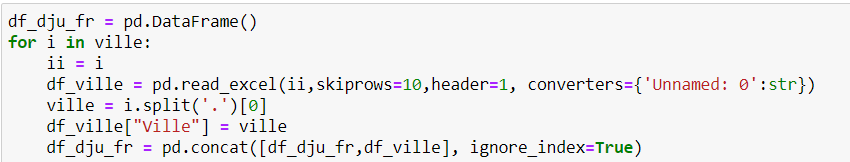 df_dju_fr = pd.DataFrame()
for i in ville:
    ii = i
    df_ville = pd.read_excel(ii,skiprows=10,header=1, converters={'Unnamed: 0':str})
    ville = i.split('.')[0]
    df_ville["Ville"] = ville
    df_dju_fr = pd.concat([df_dju_fr,df_ville], ignore_index=True)